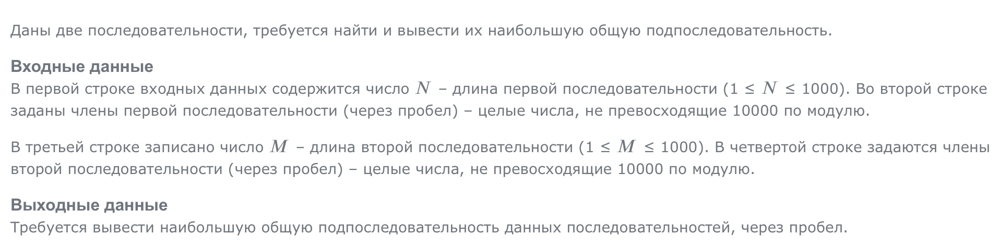 Даны две последовательности, требуется найти и вывести их наибольшую общую подпоследовательность.
Входные данные
В первой строке входных данных содержится число N – длина первой последовательности (1 ≤ N ≤ 1000). Во второй строке
заданы члены первой последовательности (через пробел) – целые числа, не превосходящие 10000 по модулю.
В третьей строке записано число M – длина второй последовательности (1 ≤ M ≤ 1000). В четвертой строке задаются члены
второй последовательности (через пробел) – целые числа, не превосходящие 10000 по модулю.
Выходные данные
Требуется вывести наибольшую общую подпоследовательность данных последовательностей, через пробел.